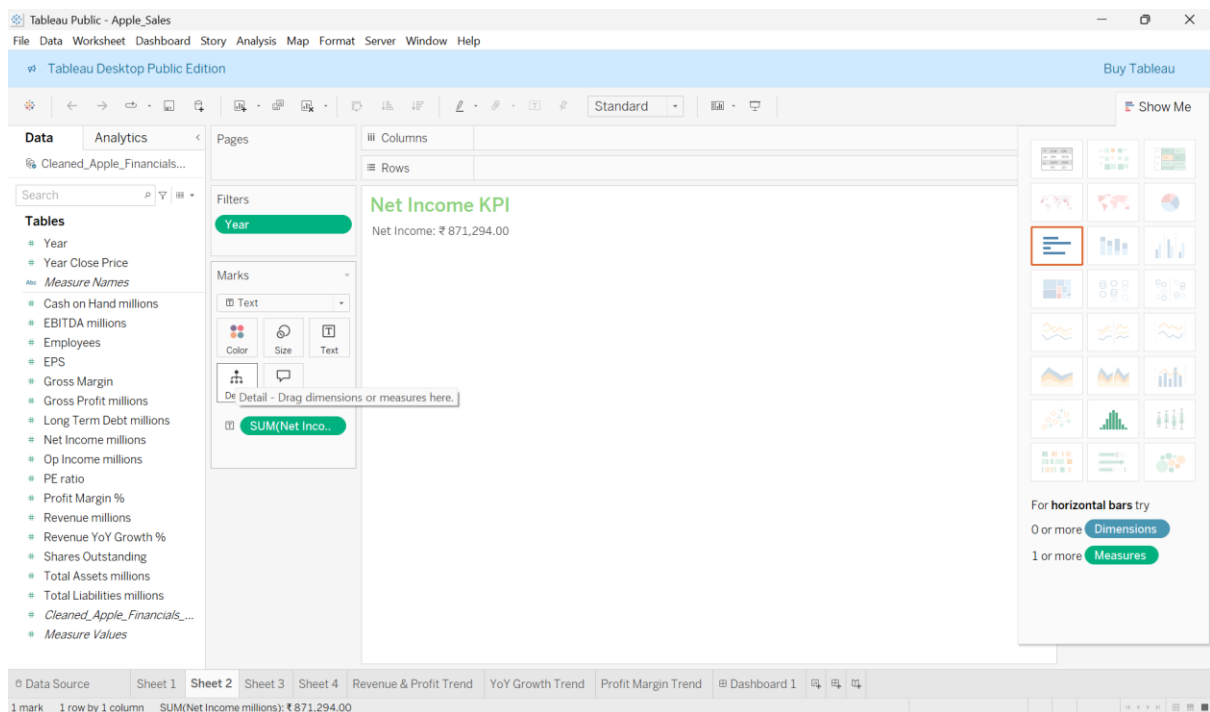 Tableau Public - Apple_Sales
File Data Worksheet Dashboard Story Analysis Map Format Server Window Help
Tableau Desktop Public Edition
Buy Tableau
Standard
Show Me
Data
Analytics
Cleaned_Apple_Financials...
Search
Tables
# Year
# Year Close Price
Abc Measure Names
# Cash on Hand millions
# EBITDA millions
# Employees
# EPS
# Gross Margin
# Gross Profit millions
# Long Term Debt millions
# Net Income millions
# Op Income millions
# PE ratio
# Profit Margin %
# Revenue millions
# Revenue YoY Growth %
# Shares Outstanding
# Total Assets millions
# Total Liabilities millions
# Cleaned_Apple_Financials_...
# Measure Values
Pages
Filters
Year
Marks
Text
Color Size Text
De
Detail - Drag dimensions or measures here.
SUM(Net Inco..
Columns
Rows
Net Income KPI
Net Income: ₹ 871,294.00
For horizontal bars try
0 or more Dimensions
1 or more Measures
Data Source Sheet 1 Sheet 2 Sheet 3 Sheet 4 Revenue & Profit Trend YoY Growth Trend Profit Margin Trend Dashboard 1
1 mark 1 row by 1 column SUM(Net Income millions): ₹ 871,294.00